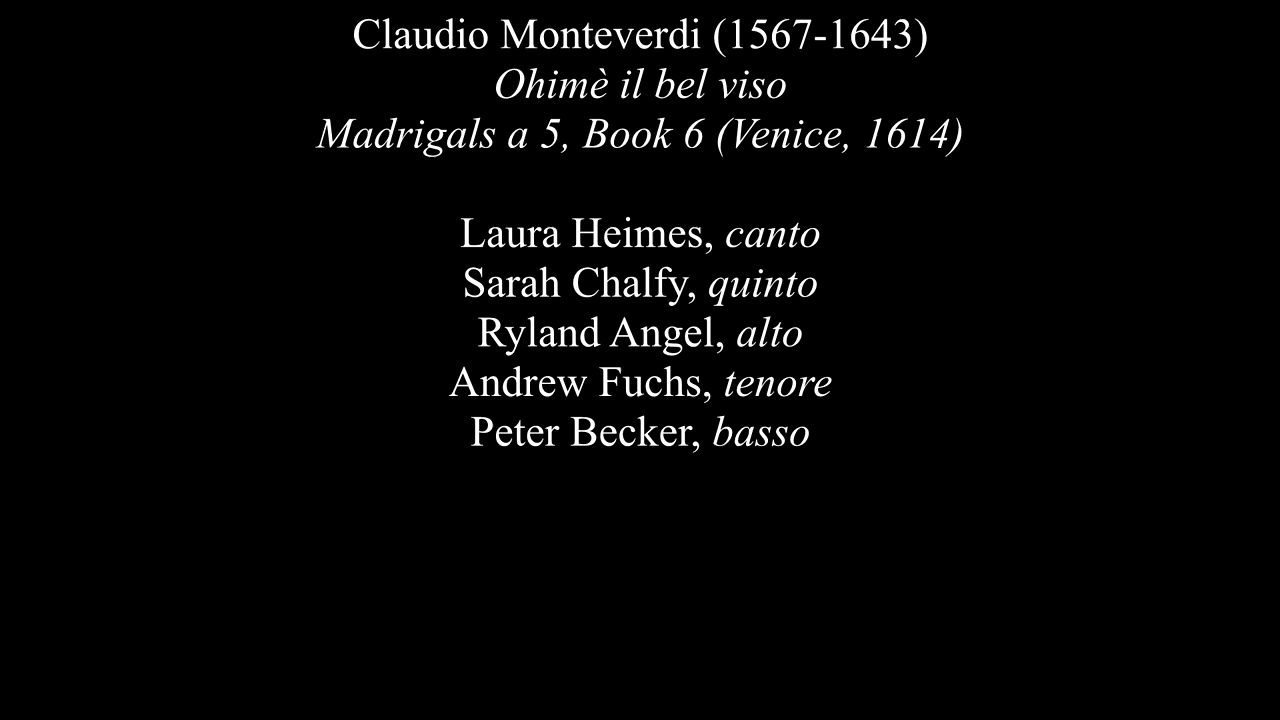 Claudio Monteverdi (1567-1643)
Ohimè il bel viso
Madrigals a 5, Book 6 (Venice, 1614)
Laura Heimes, canto
Sarah Chalfy, quinto
Ryland Angel, alto
Andrew Fuchs, tenore
Peter Becker, basso